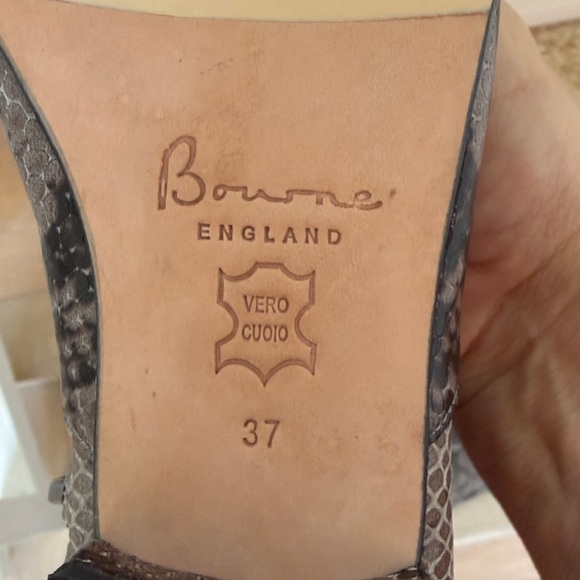 Bourne
ENGLAND
VERO
CUOIO
37